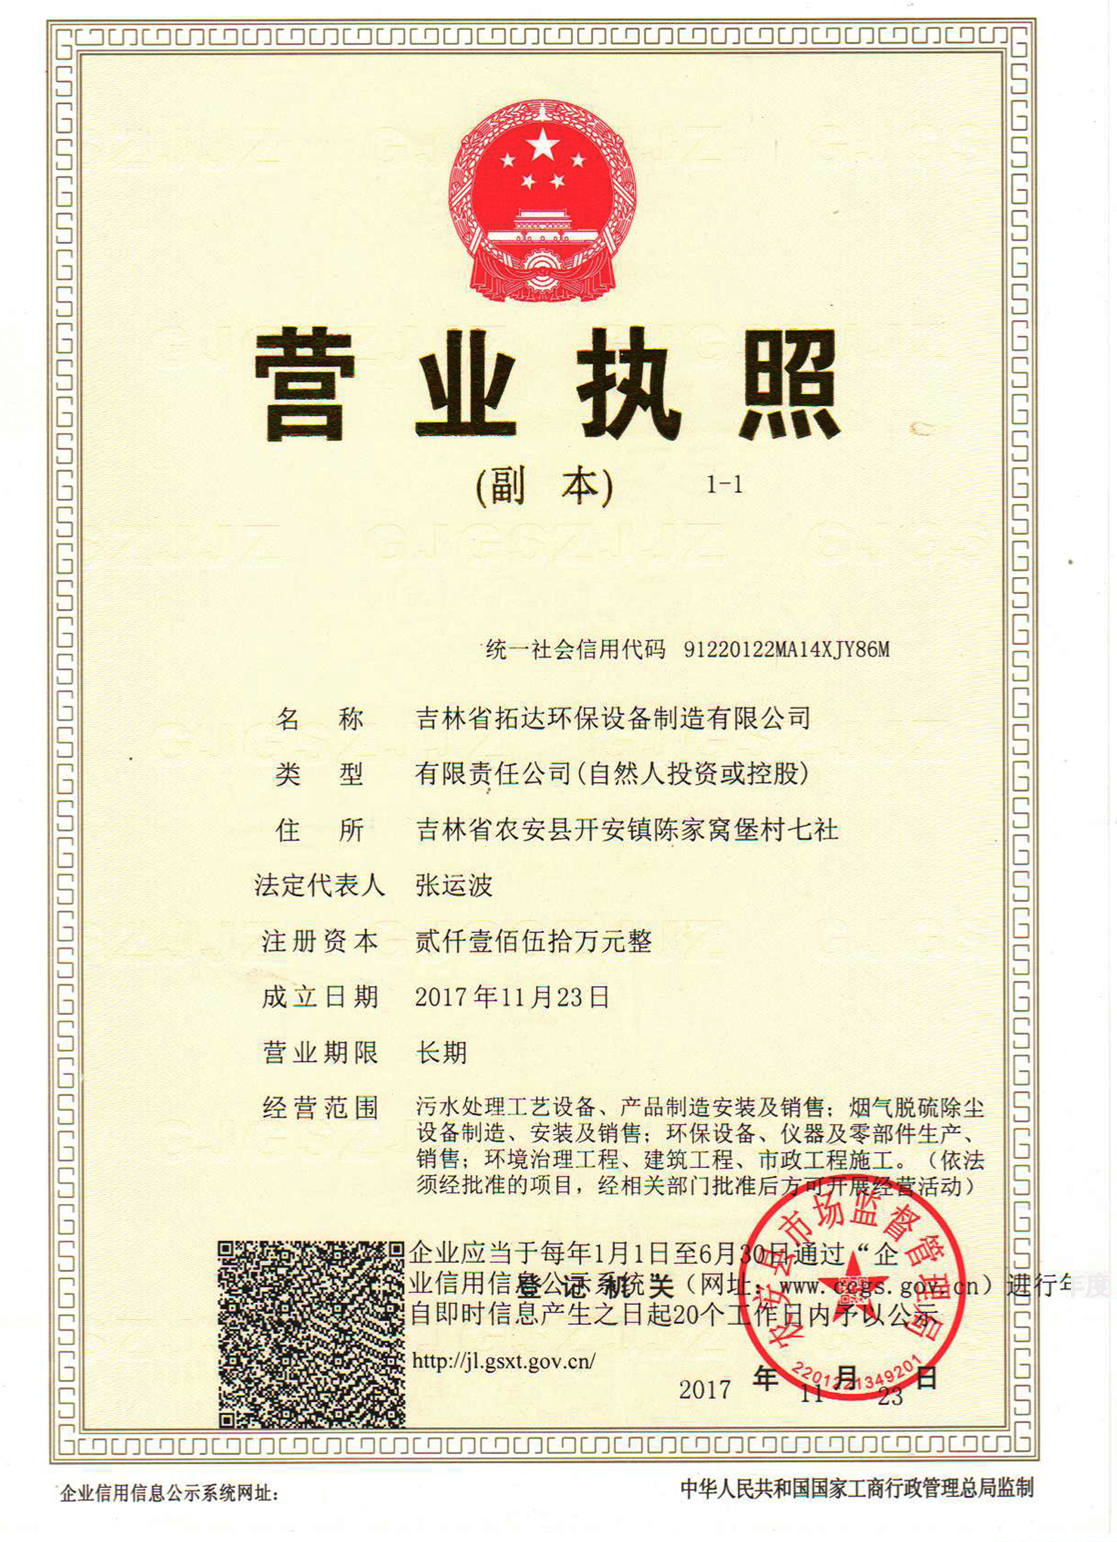 营业执照
(副 本) 1-1
统一社会信用代码 91220122MA14XJY86M
名 称 吉林省拓达环保设备制造有限公司
类 型 有限责任公司(自然人投资或控股)
住 所 吉林省农安县开安镇陈家窝堡村七社
法定代表人 张运波
注册资本 贰仟壹佰伍拾万元整
成立日期 2017年11月23日
营业期限 长期
经营范围 污水处理工艺设备、产品制造安装及销售；烟气脱硫除尘
设备制造、安装及销售；环保设备、仪器及零部件生产、
销售；环境治理工程、建筑工程、市政工程施工。（依法
须经批准的项目，经相关部门批准后方可开展经营活动）
企业应当于每年1月1日至6月30日通过“企
业信用信息公示系统”（网址：www.ccgs.gov.cn）进行年度
自即时信息产生之日起20个工作日内予以公示
登记机关
农安县市场监督管理局
2201221349201
http://jl.gsxt.gov.cn/
2017 年 11 月 23 日
企业信用信息公示系统网址：
中华人民共和国国家工商行政管理总局监制